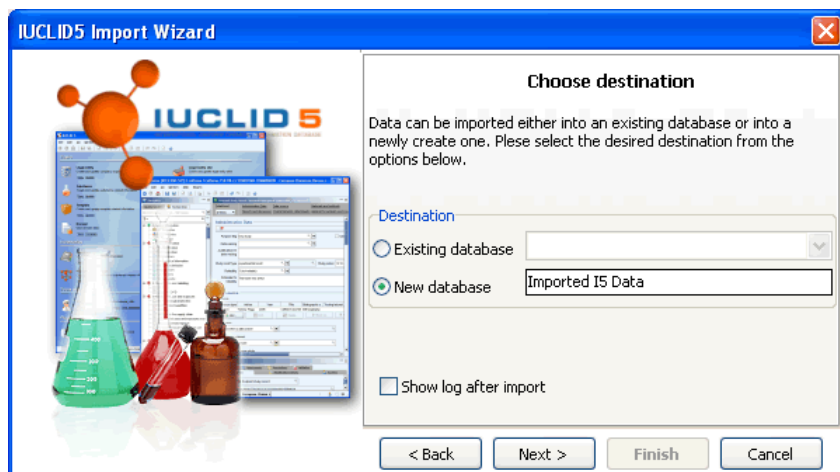 IUCLID5 Import Wizard
IUCLID 5
Choose destination
Data can be imported either into an existing database or into a
newly create one. Plese select the desired destination from the
options below.
Destination
Existing database
New database
Imported I5 Data
Show log after import
< Back
Next >
Finish
Cancel